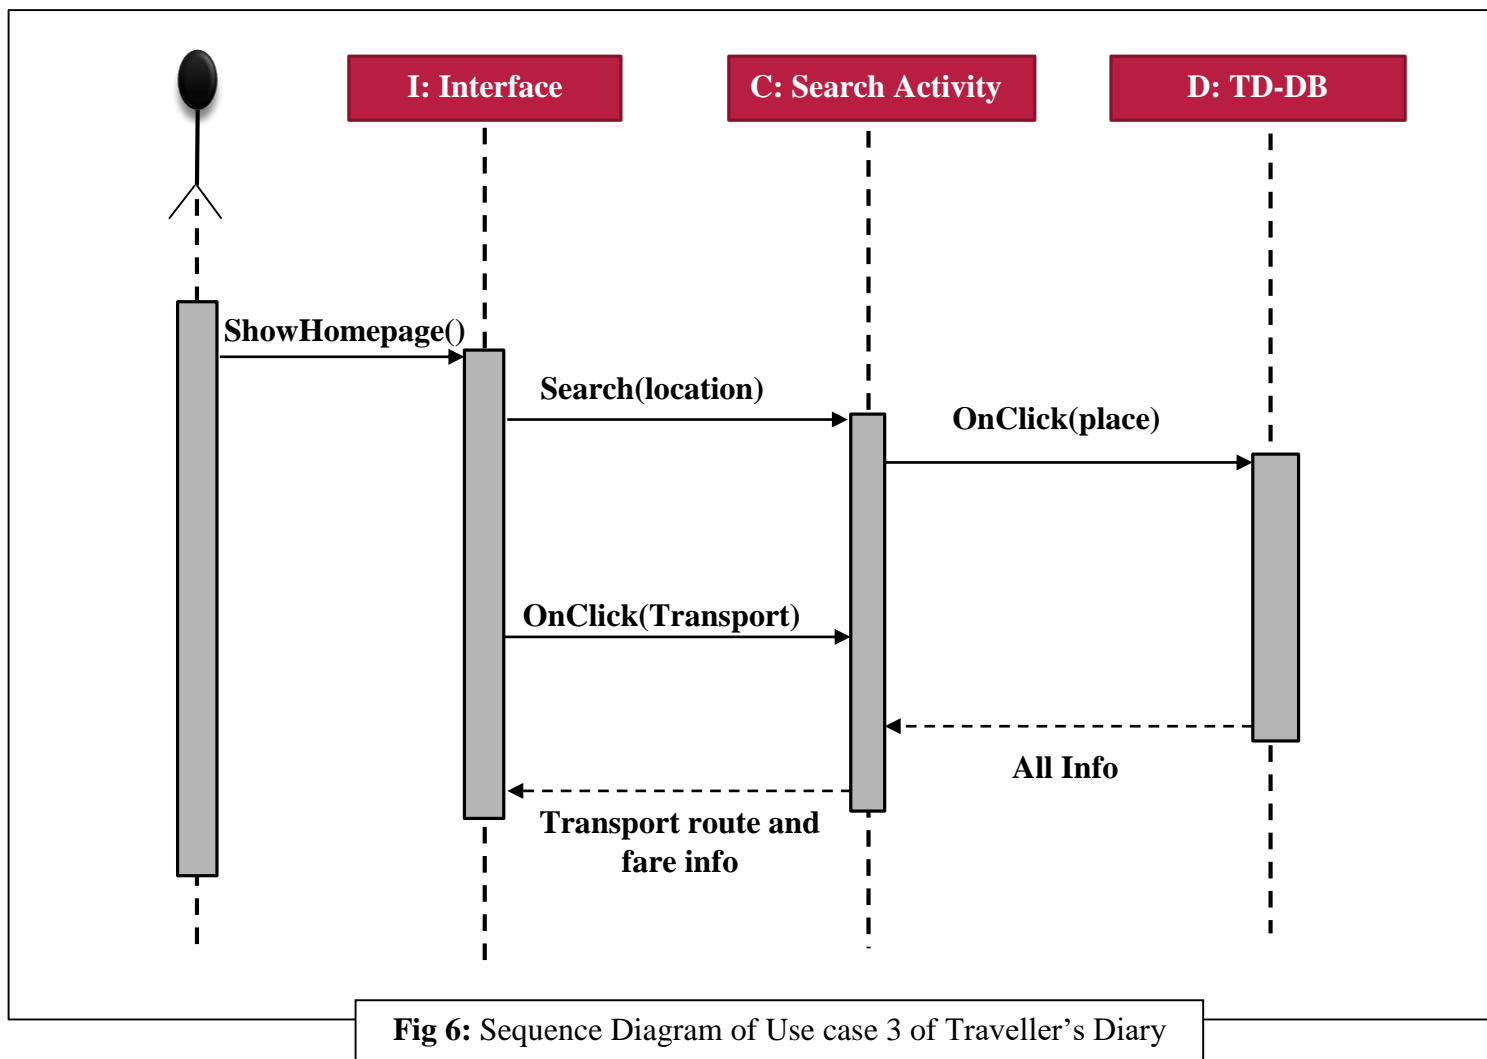 I: Interface
C: Search Activity
D: TD-DB
ShowHomepage()
Search(location)
OnClick(place)
OnClick(Transport)
All Info
Transport route and
fare info
Fig 6: Sequence Diagram of Use case 3 of Traveller’s Diary